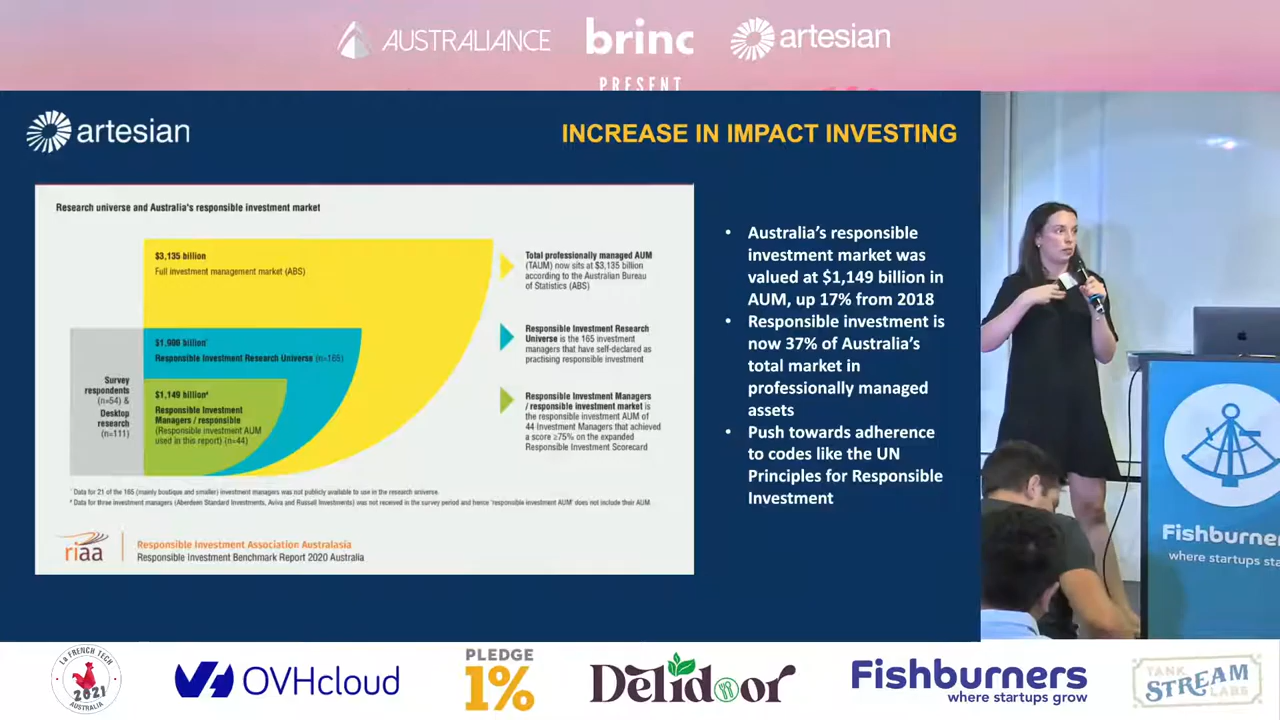 AUSTRALIANCE
brinc
artesian
PRESENT
artesian
INCREASE IN IMPACT INVESTING
Research universe and Australia's responsible investment market
$3,135 billion
Full investment management market (ABS)
$1,900 billion
Responsible Investment Research Universe (n=165)
$1,149 billion
Responsible Investment
Managers / responsible
(Responsible investment AUM
used in this report) (n=44)
Survey
respondents
(n=54) &
Desktop
research
(n=111)
Total professionally managed AUM
(TAUM) now sits at $3,135 billion
according to the Australian Bureau
of Statistics (ABS)
Responsible Investment Research
Universe is the 165 investment
managers that have self-declared as
practising responsible investment
Responsible Investment Managers
/ responsible investment market is
the responsible investment AUM of
44 Investment Managers that achieved
a score ≥75% on the expanded
Responsible Investment Scorecard
Data for 21 of the 165 (mainly boutique and smaller) investment managers was not publicly available to use in the research universe.
Data for three investment managers (Aberdeen Standard Investments, Aviva and Russell Investments) was not received in the survey period and hence 'responsible investment AUM' does not include their AUM.
riaa
Responsible Investment Association Australasia
Responsible Investment Benchmark Report 2020 Australia
• Australia's responsible
investment market was
valued at $1,149 billion in
AUM, up 17% from 2018
• Responsible investment is
now 37% of Australia's
total market in
professionally managed
assets
• Push towards adherence
to codes like the UN
Principles for Responsible
Investment
Fishburner
where startups sta
La FRENCH TECH
2021
AUSTRALIA
OVHcloud
PLEDGE
1%
Delidoor
Fishburners
where startups grow
TANK
STREAM
LABS